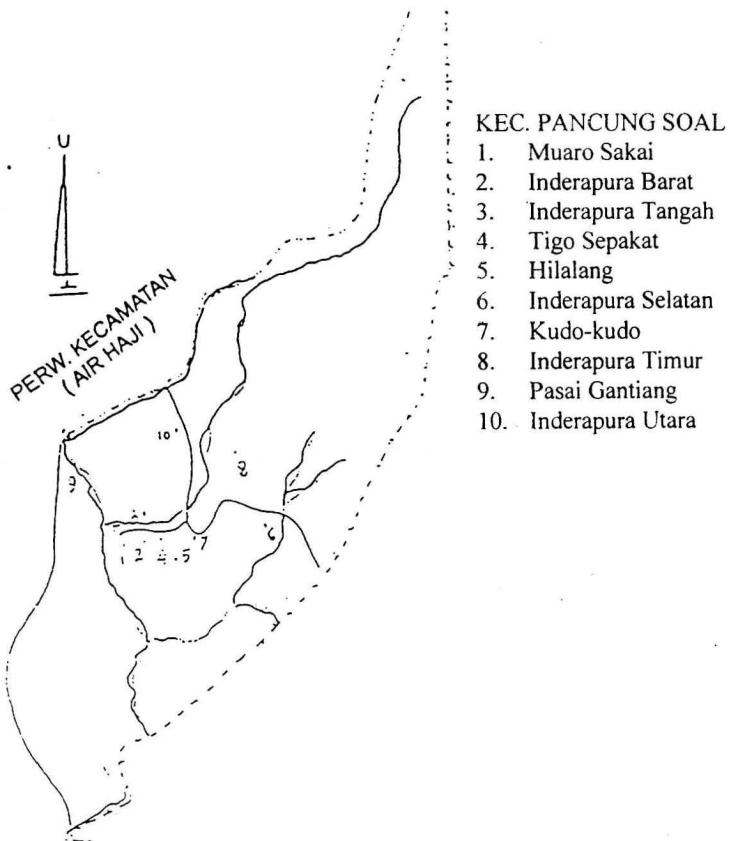 U
KEC. PANCUNG SOAL
1. Muaro Sakai
2. Inderapura Barat
3. Inderapura Tangah
4. Tigo Sepakat
5. Hilalang
6. Inderapura Selatan
7. Kudo-kudo
8. Inderapura Timur
9. Pasai Gantiang
10. Inderapura Utara
PERW. KECAMATAN
( AIR HAJI )
10
8
9
2
7
6
1 2 4 5